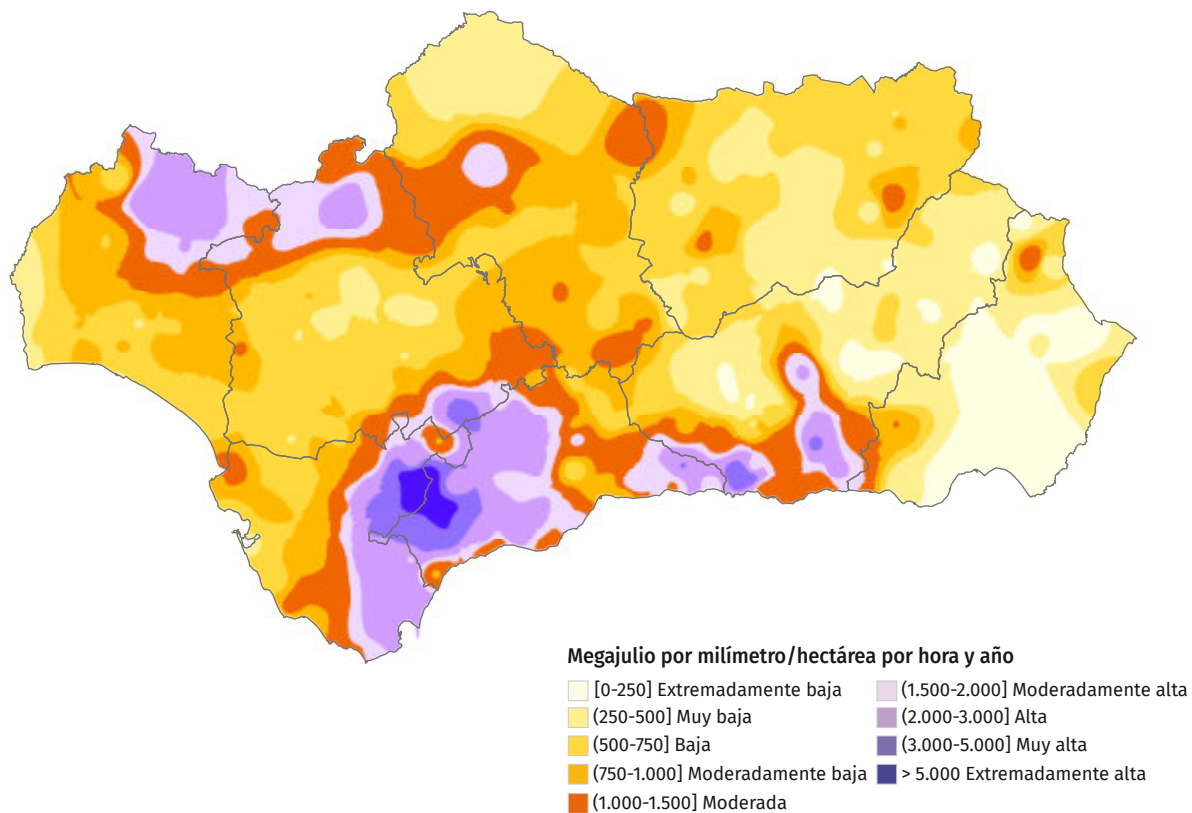 Megajulio por milímetro/hectárea por hora y año
[0-250] Extremadamente baja
(250-500] Muy baja
(500-750] Baja
(750-1.000] Moderadamente baja
(1.000-1.500] Moderada
(1.500-2.000] Moderadamente alta
(2.000-3.000] Alta
(3.000-5.000] Muy alta
> 5.000 Extremadamente alta